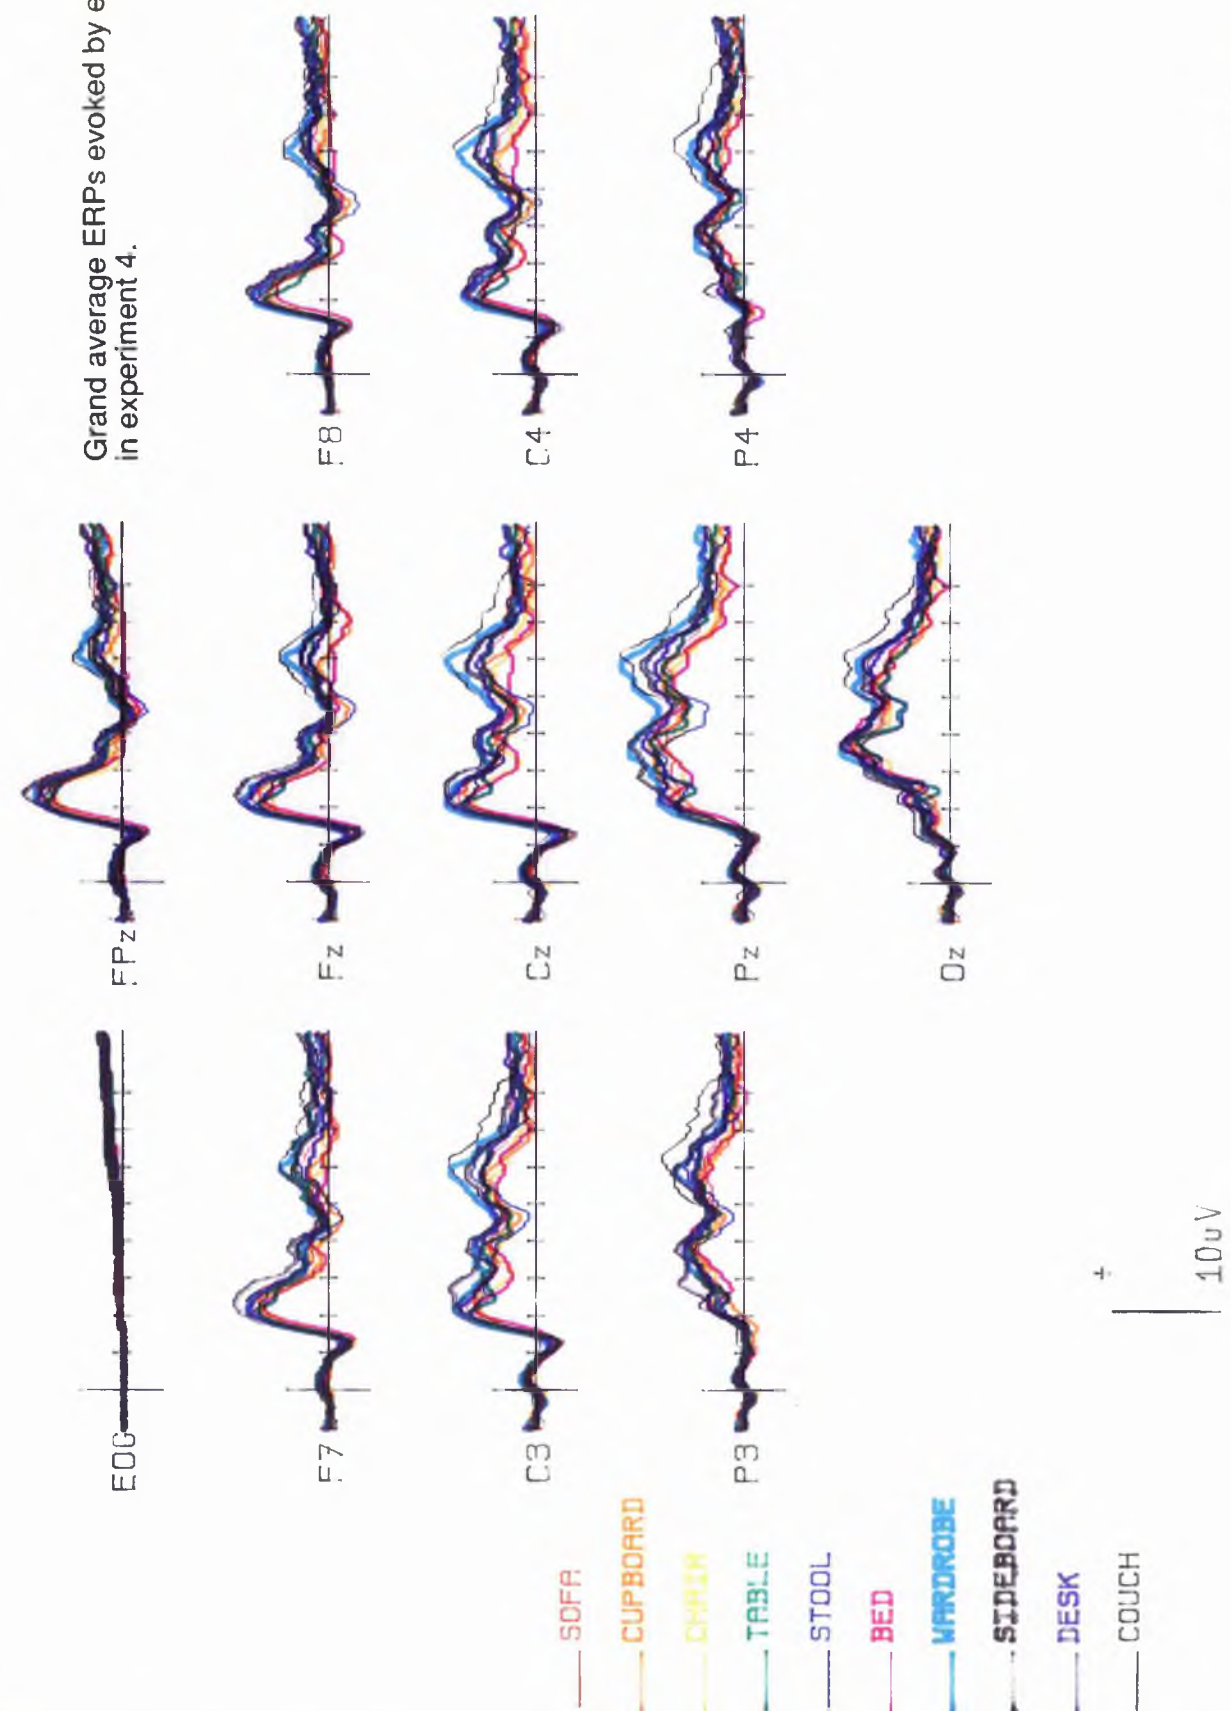 Grand average ERPs evoked by e
in experiment 4.
EOG
FPz
F7
Fz
F8
C3
Cz
C4
P3
Pz
P4
Oz
SOFA
CUPBOARD
CHAIR
TABLE
STOOL
BED
WARDROBE
SIDEBOARD
DESK
COUCH
+
10uV